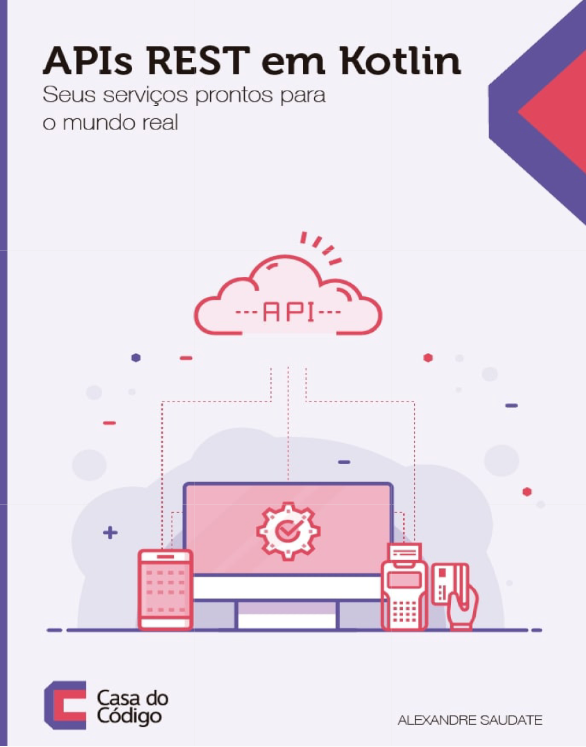 APIs REST em Kotlin
Seus serviços prontos para
o mundo real
---API---
Casa do
Código
ALEXANDRE SAUDATE